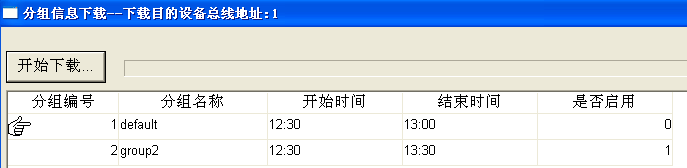 分组信息下载--下载目的设备总线地址:1
开始下载...
分组编号 分组名称 开始时间 结束时间 是否启用
1 default 12:30 13:00 0
2 group2 12:30 13:30 1